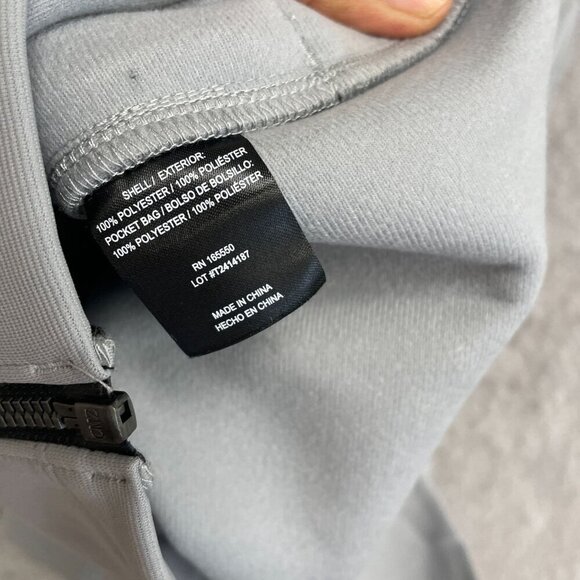 SHELL/ EXTERIOR:
100% POLYESTER / 100% POLIÉSTER
POCKET BAG / BOLSO DE BOLSILLO:
100% POLYESTER / 100% POLIÉSTER
RN 165550
LOT #T2414187
MADE IN CHINA
HECHO EN CHINA